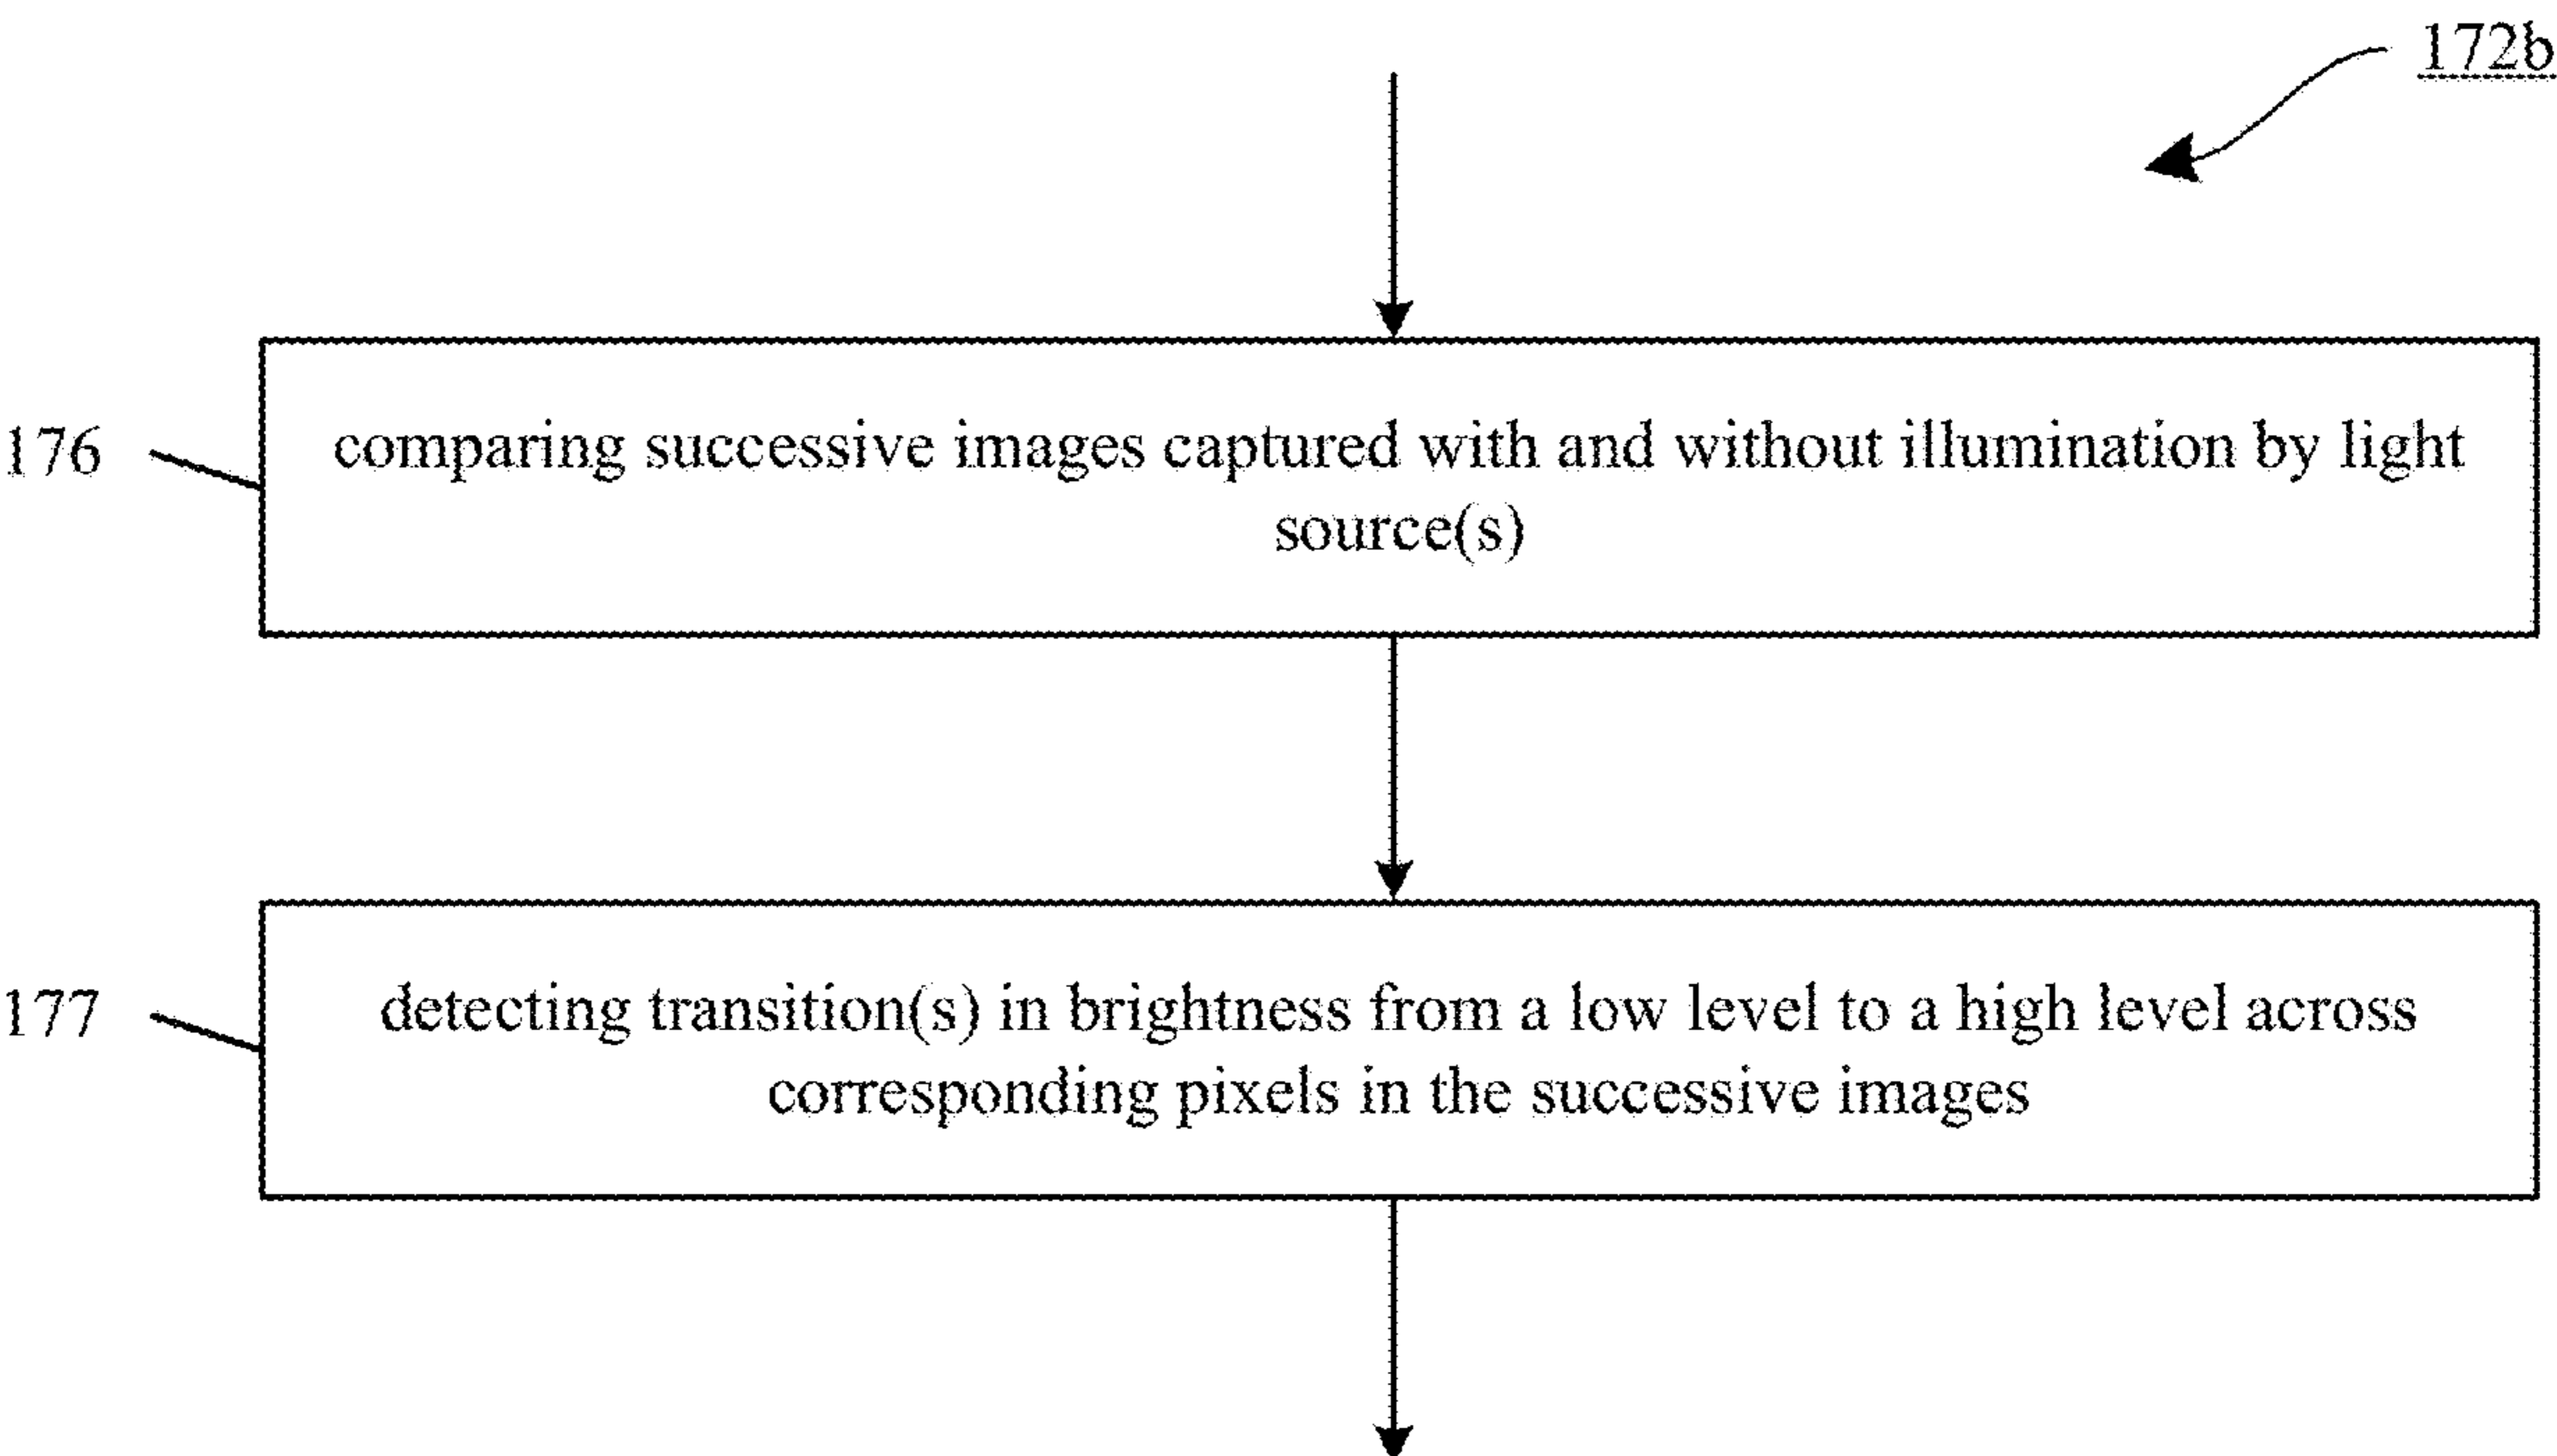 172b
176
comparing successive images captured with and without illumination by light
source(s)
177
detecting transition(s) in brightness from a low level to a high level across
corresponding pixels in the successive images